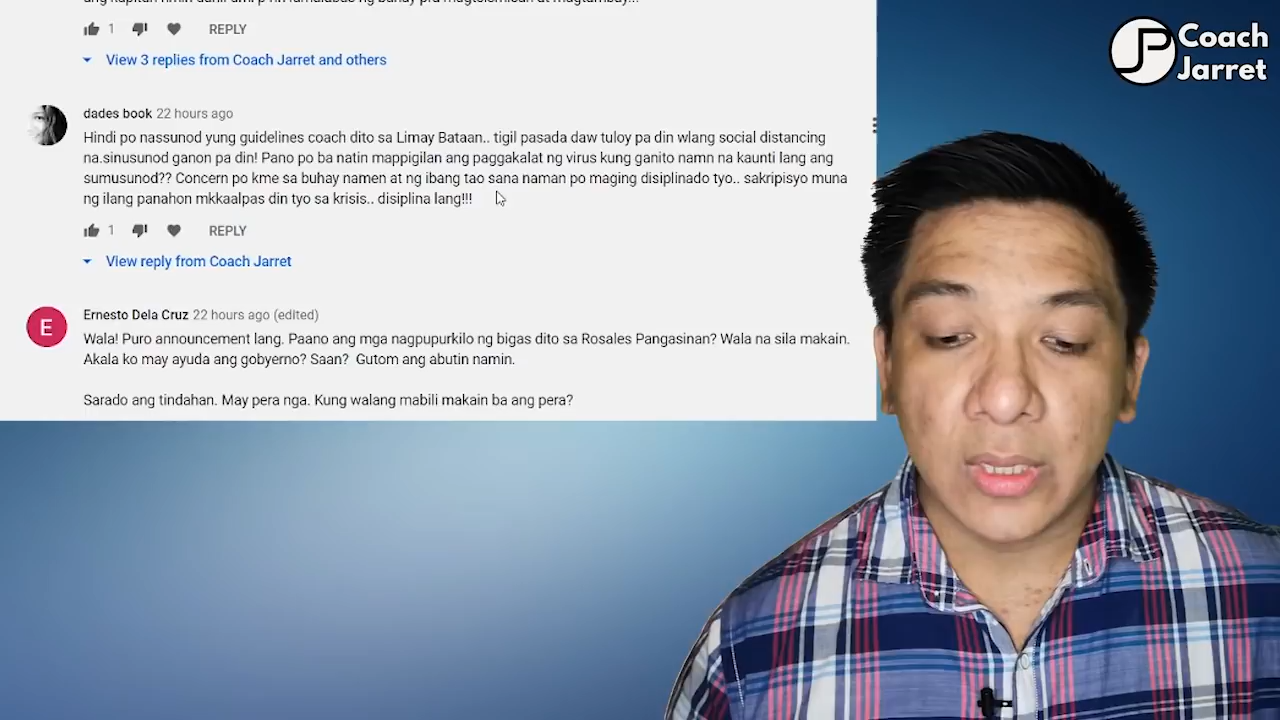 1 REPLY
View 3 replies from Coach Jarret and others
dades book 22 hours ago
Hindi po nassunod yung guidelines coach dito sa Limay Bataan.. tigil pasada daw tuloy pa din wlang social distancing
na.sinusunod ganon pa din! Pano po ba natin mappigilan ang paggakalat ng virus kung ganito namn na kaunti lang ang
sumusunod?? Concern po kme sa buhay namen at ng ibang tao sana naman po maging disiplinado tyo.. sakripisyo muna
ng ilang panahon mkkaalpas din tyo sa krisis.. disiplina lang!!!
1 REPLY
View reply from Coach Jarret
E
Ernesto Dela Cruz 22 hours ago (edited)
Wala! Puro announcement lang. Paano ang mga nagpupurkilo ng bigas dito sa Rosales Pangasinan? Wala na sila makain.
Akala ko may ayuda ang gobyerno? Saan? Gutom ang abutin namin.
Sarado ang tindahan. May pera nga. Kung walang mabili makain ba ang pera?
JP
Coach
Jarret